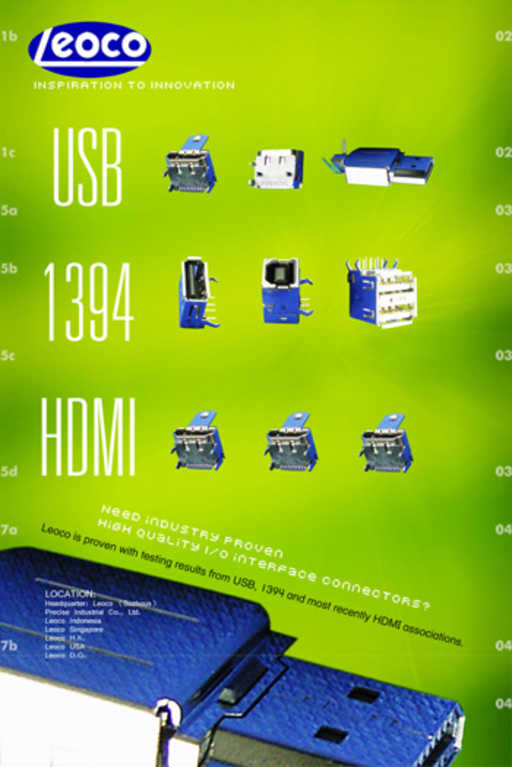 1b
02
Leoco
INSPIRATION TO INNOVATION
1c
02
USB
5a
03
5b
03
1394
5c
03
HDMI
5d
03
7a
04
NEED INDUSTRY PROVEN
HIGH QUALITY I/O INTERFACE CONNECTORS?
Leoco is proven with testing results from USB, 1394 and most recently HDMI associations.
LOCATION:
Headquarter: Leoco (Suzhou)
Precise Industrial Co., Ltd.
Leoco Indonesia
Leoco Singapore
Leoco H.K.
Leoco USA
Leoco D.G.
7b
04
04